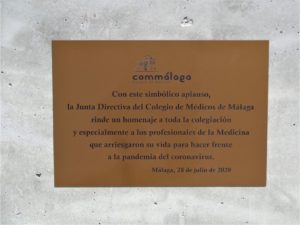 commálaga
Con este simbólico aplauso,
la Junta Directiva del Colegio de Médicos de Málaga
rinde un homenaje a toda la colegiación
y especialmente a los profesionales de la Medicina
que arriesgaron su vida para hacer frente
a la pandemia del coronavirus.
Málaga, 28 de julio de 2020